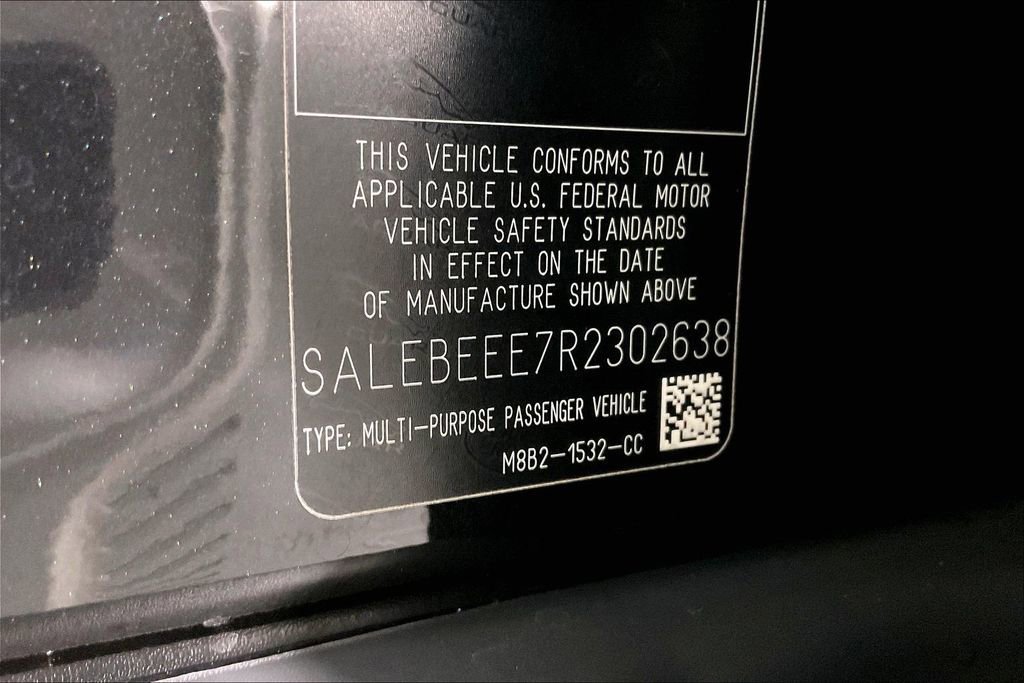 THIS VEHICLE CONFORMS TO ALL
APPLICABLE U.S. FEDERAL MOTOR
VEHICLE SAFETY STANDARDS
IN EFFECT ON THE DATE
OF MANUFACTURE SHOWN ABOVE
SALEBEEE7R2302638
TYPE: MULTI-PURPOSE PASSENGER VEHICLE
M8B2-1532-CC